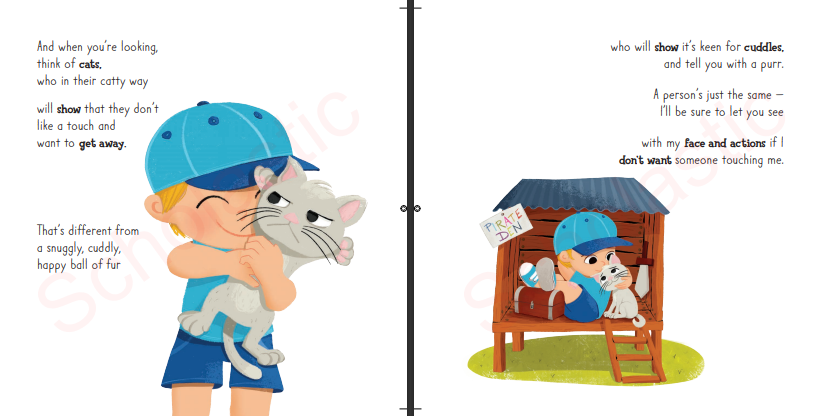 And when you're looking,
think of cats,
who in their catty way
will show that they don't
like a touch and
want to get away.
That's different from
a snuggly, cuddly,
happy ball of fur
who will show it's keen for cuddles,
and tell you with a purr.
A person's just the same –
I'll be sure to let you see
with my face and actions if I
don't want someone touching me.
PIRATE
DEN
Scholastic
Scholastic